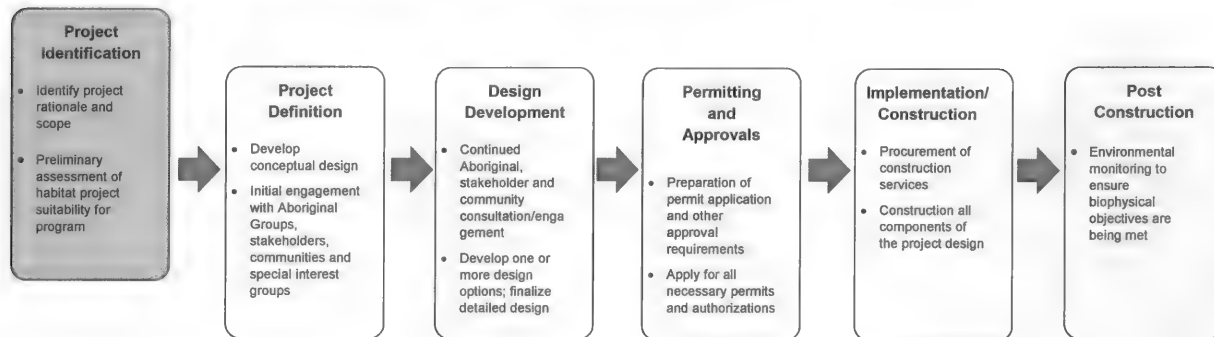 Project
Identification
• Identify project
rationale and
scope
• Preliminary
assessment of
habitat project
suitability for
program
Project
Definition
• Develop
conceptual design
• Initial engagement
with Aboriginal
Groups,
stakeholders,
communities and
special interest
groups
Design
Development
• Continued
Aboriginal,
stakeholder and
community
consultation/enga
gement
• Develop one or
more design
options; finalize
detailed design
Permitting
and
Approvals
• Preparation of
permit application
and other
approval
requirements
• Apply for all
necessary permits
and authorizations
Implementation/
Construction
• Procurement of
construction
services
• Construction all
components
of the project design
Post
Construction
• Environmental
monitoring to
ensure
biophysical
objectives are
being met